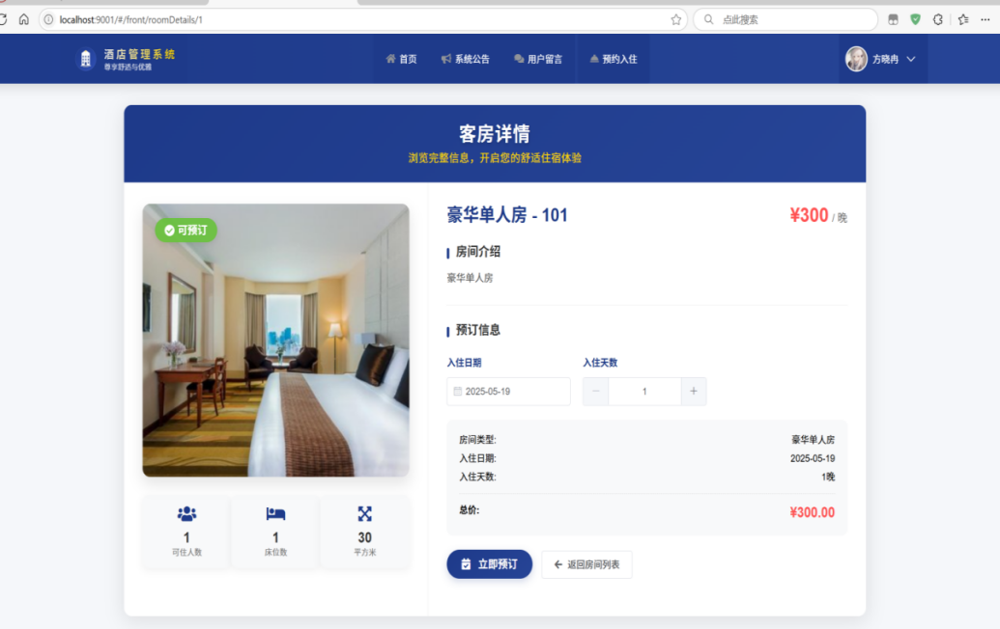 localhost:9001/#/front/roomDetails/1
点此搜索
酒店管理系统
尊享舒适与优雅
首页
系统公告
用户留言
预约入住
方晓冉
客房详情
浏览完整信息，开启您的舒适住宿体验
可预订
豪华单人房 - 101
¥300 / 晚
房间介绍
豪华单人房
预订信息
入住日期
入住天数
2025-05-19
1
房间类型:
豪华单人房
入住日期:
2025-05-19
入住天数:
1晚
总价:
¥300.00
1
可住人数
1
床位数
30
平方米
立即预订
返回房间列表